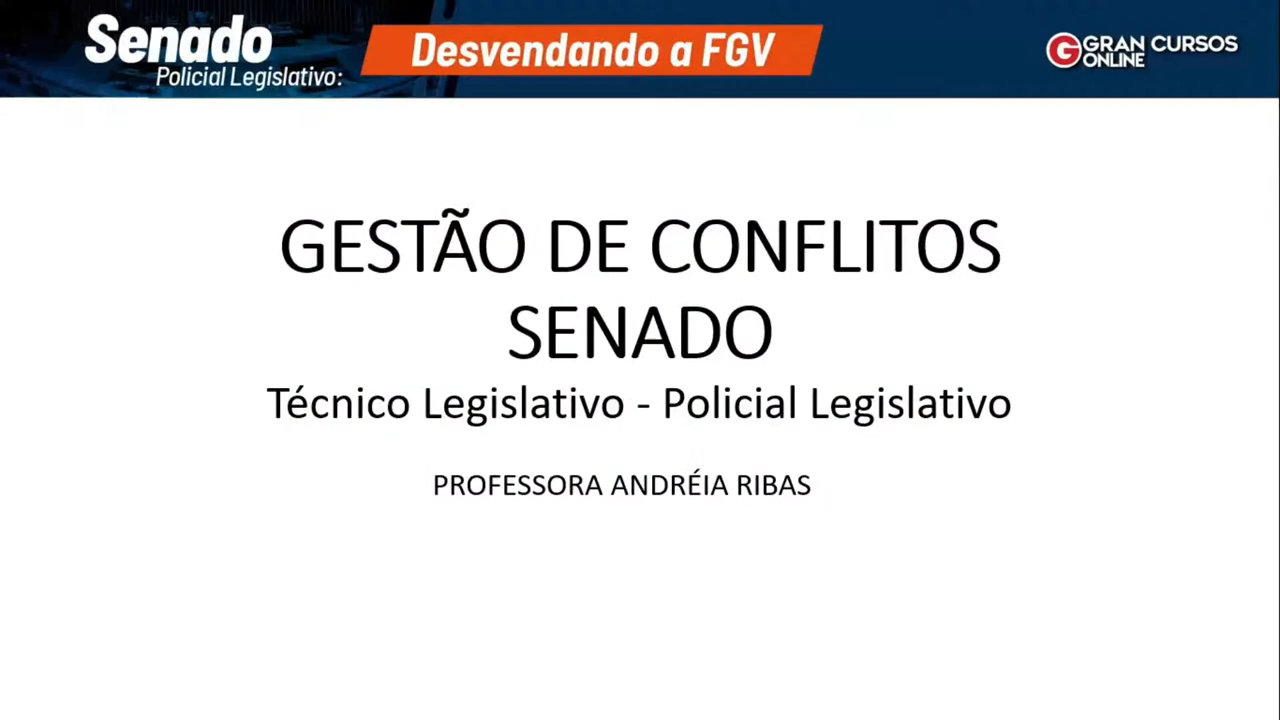 Senado
Policial Legislativo:
Desvendando a FGV
GRAN CURSOS
ONLINE
GESTÃO DE CONFLITOS
SENADO
Técnico Legislativo - Policial Legislativo
PROFESSORA ANDRÉIA RIBAS